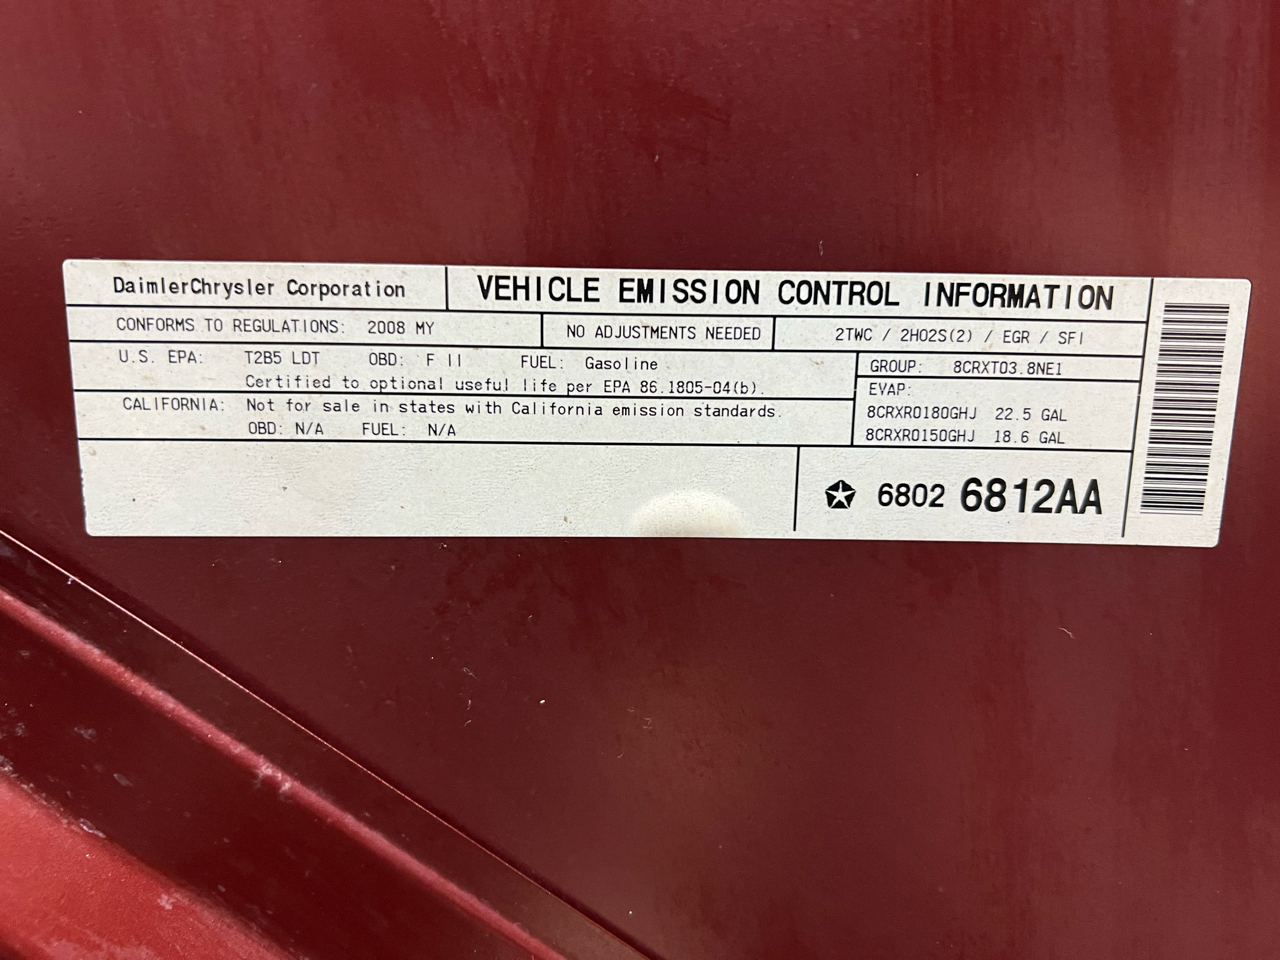 DaimlerChrysler Corporation VEHICLE EMISSION CONTROL INFORMATION
CONFORMS TO REGULATIONS: 2008 MY NO ADJUSTMENTS NEEDED 2TWC / 2HO2S(2) / EGR / SFI
U.S. EPA: T2B5 LDT OBD: F II FUEL: Gasoline
Certified to optional useful life per EPA 86.1805-04(b).
CALIFORNIA: Not for sale in states with California emission standards.
OBD: N/A FUEL: N/A
GROUP: 8CRXT03.8NE1
EVAP:
8CRXR0180GHJ 22.5 GAL
8CRXR0150GHJ 18.6 GAL
6802 6812AA